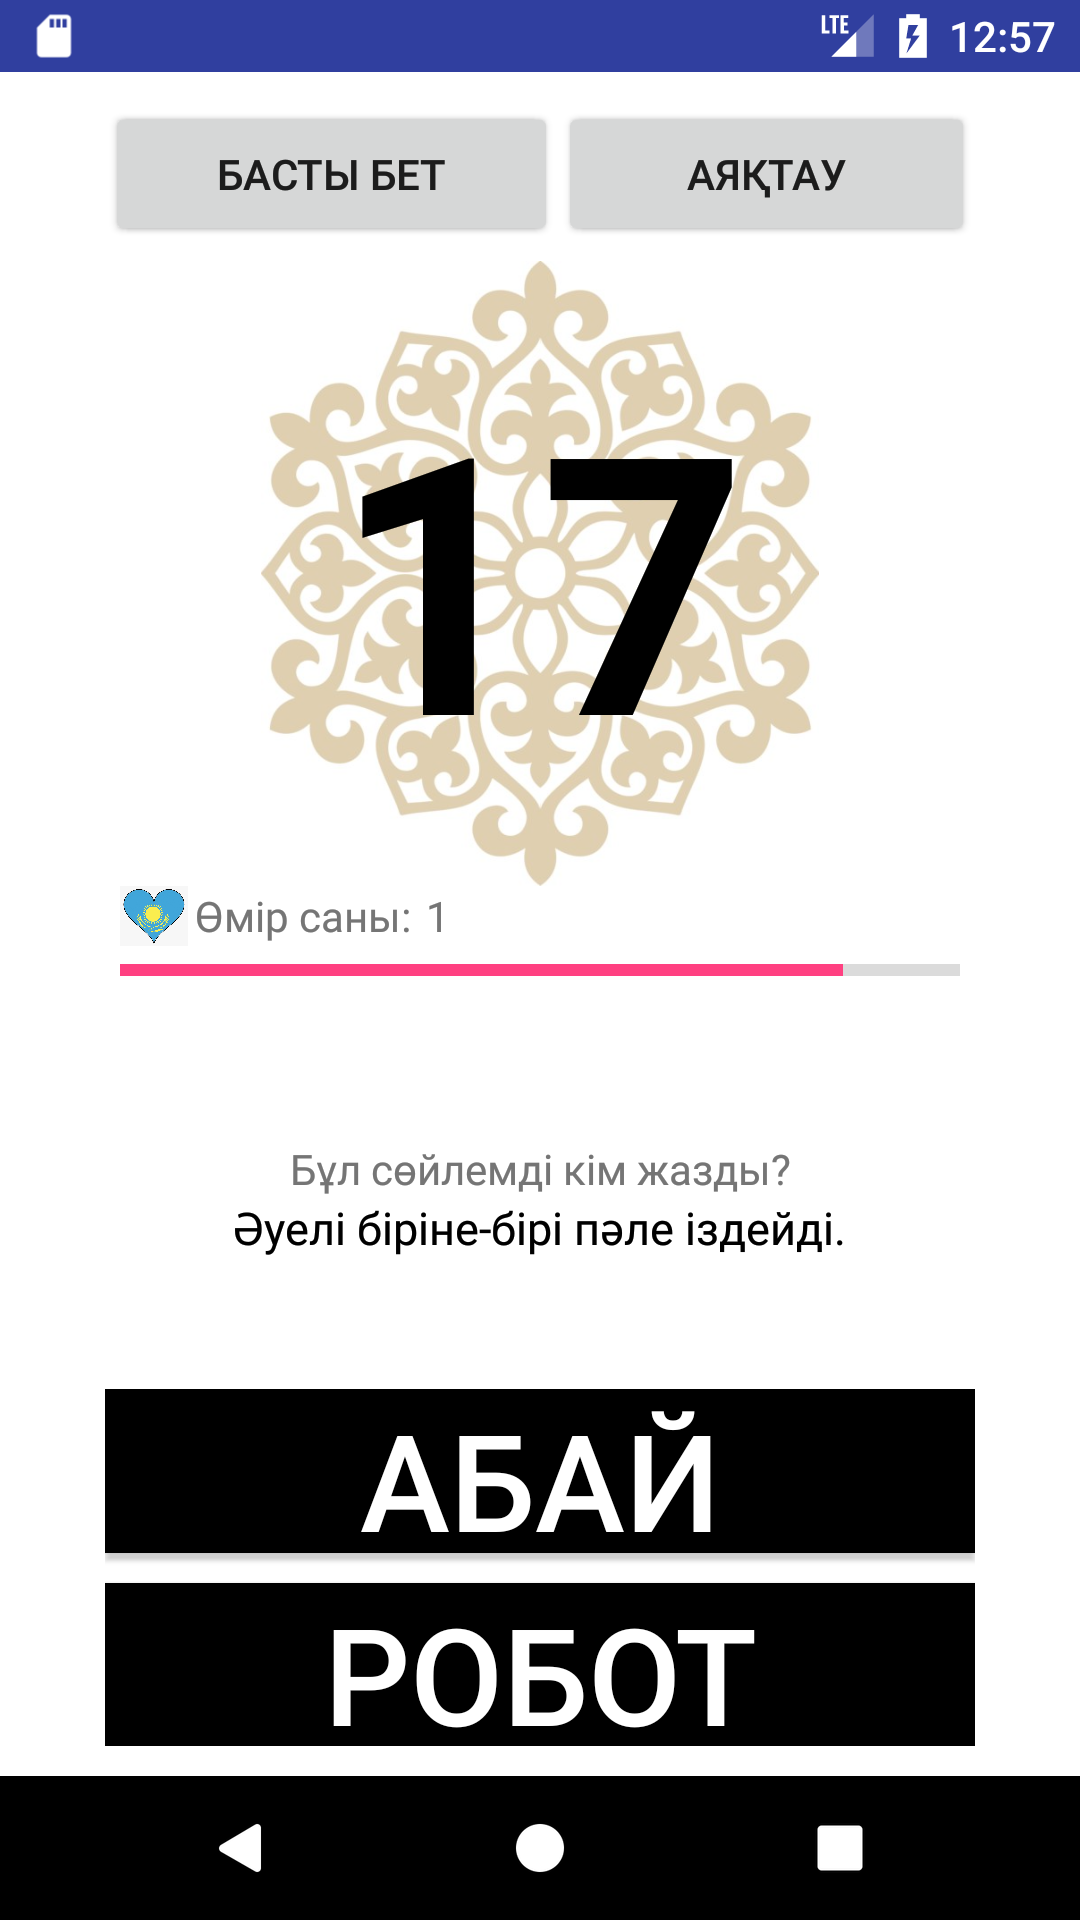 LTE 12:57
БАСТЫ БЕТ АЯҚТАУ
17
Өмір саны: 1
Бұл сөйлемді кім жазды?
Әуелі біріне-бірі пәле іздейді.
АБАЙ
РОБОТ